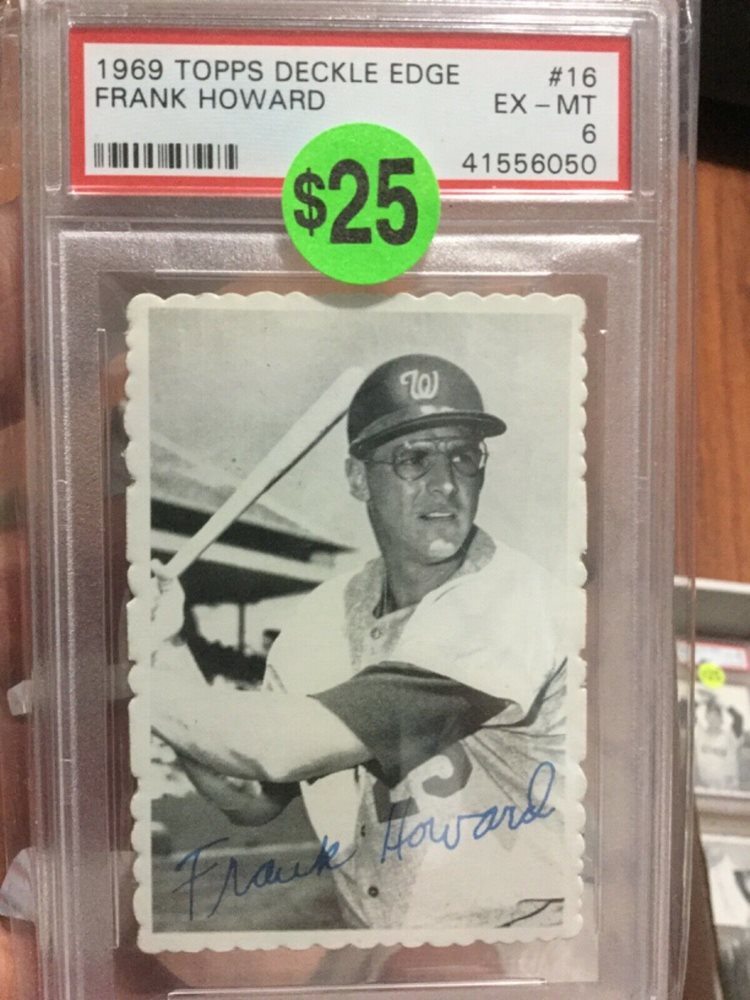 1969 TOPPS DECKLE EDGE #16
FRANK HOWARD EX - MT
6
41556050
$25
W
Frank Howard